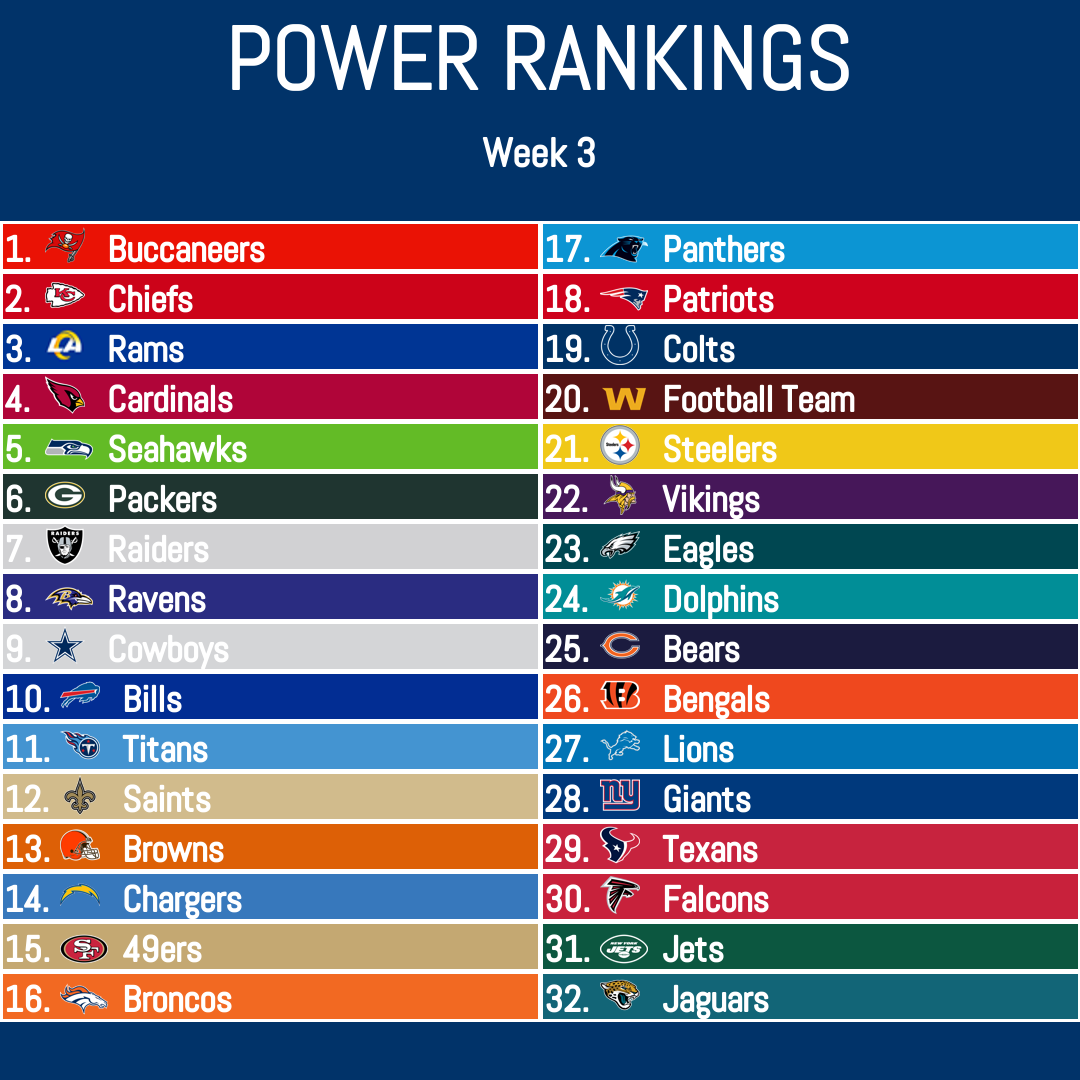 POWER RANKINGS
Week 3
1. Buccaneers
2. Chiefs
3. Rams
4. Cardinals
5. Seahawks
6. Packers
7. Raiders
8. Ravens
9. Cowboys
10. Bills
11. Titans
12. Saints
13. Browns
14. Chargers
15. 49ers
16. Broncos
17. Panthers
18. Patriots
19. Colts
20. Football Team
21. Steelers
22. Vikings
23. Eagles
24. Dolphins
25. Bears
26. Bengals
27. Lions
28. Giants
29. Texans
30. Falcons
31. Jets
32. Jaguars